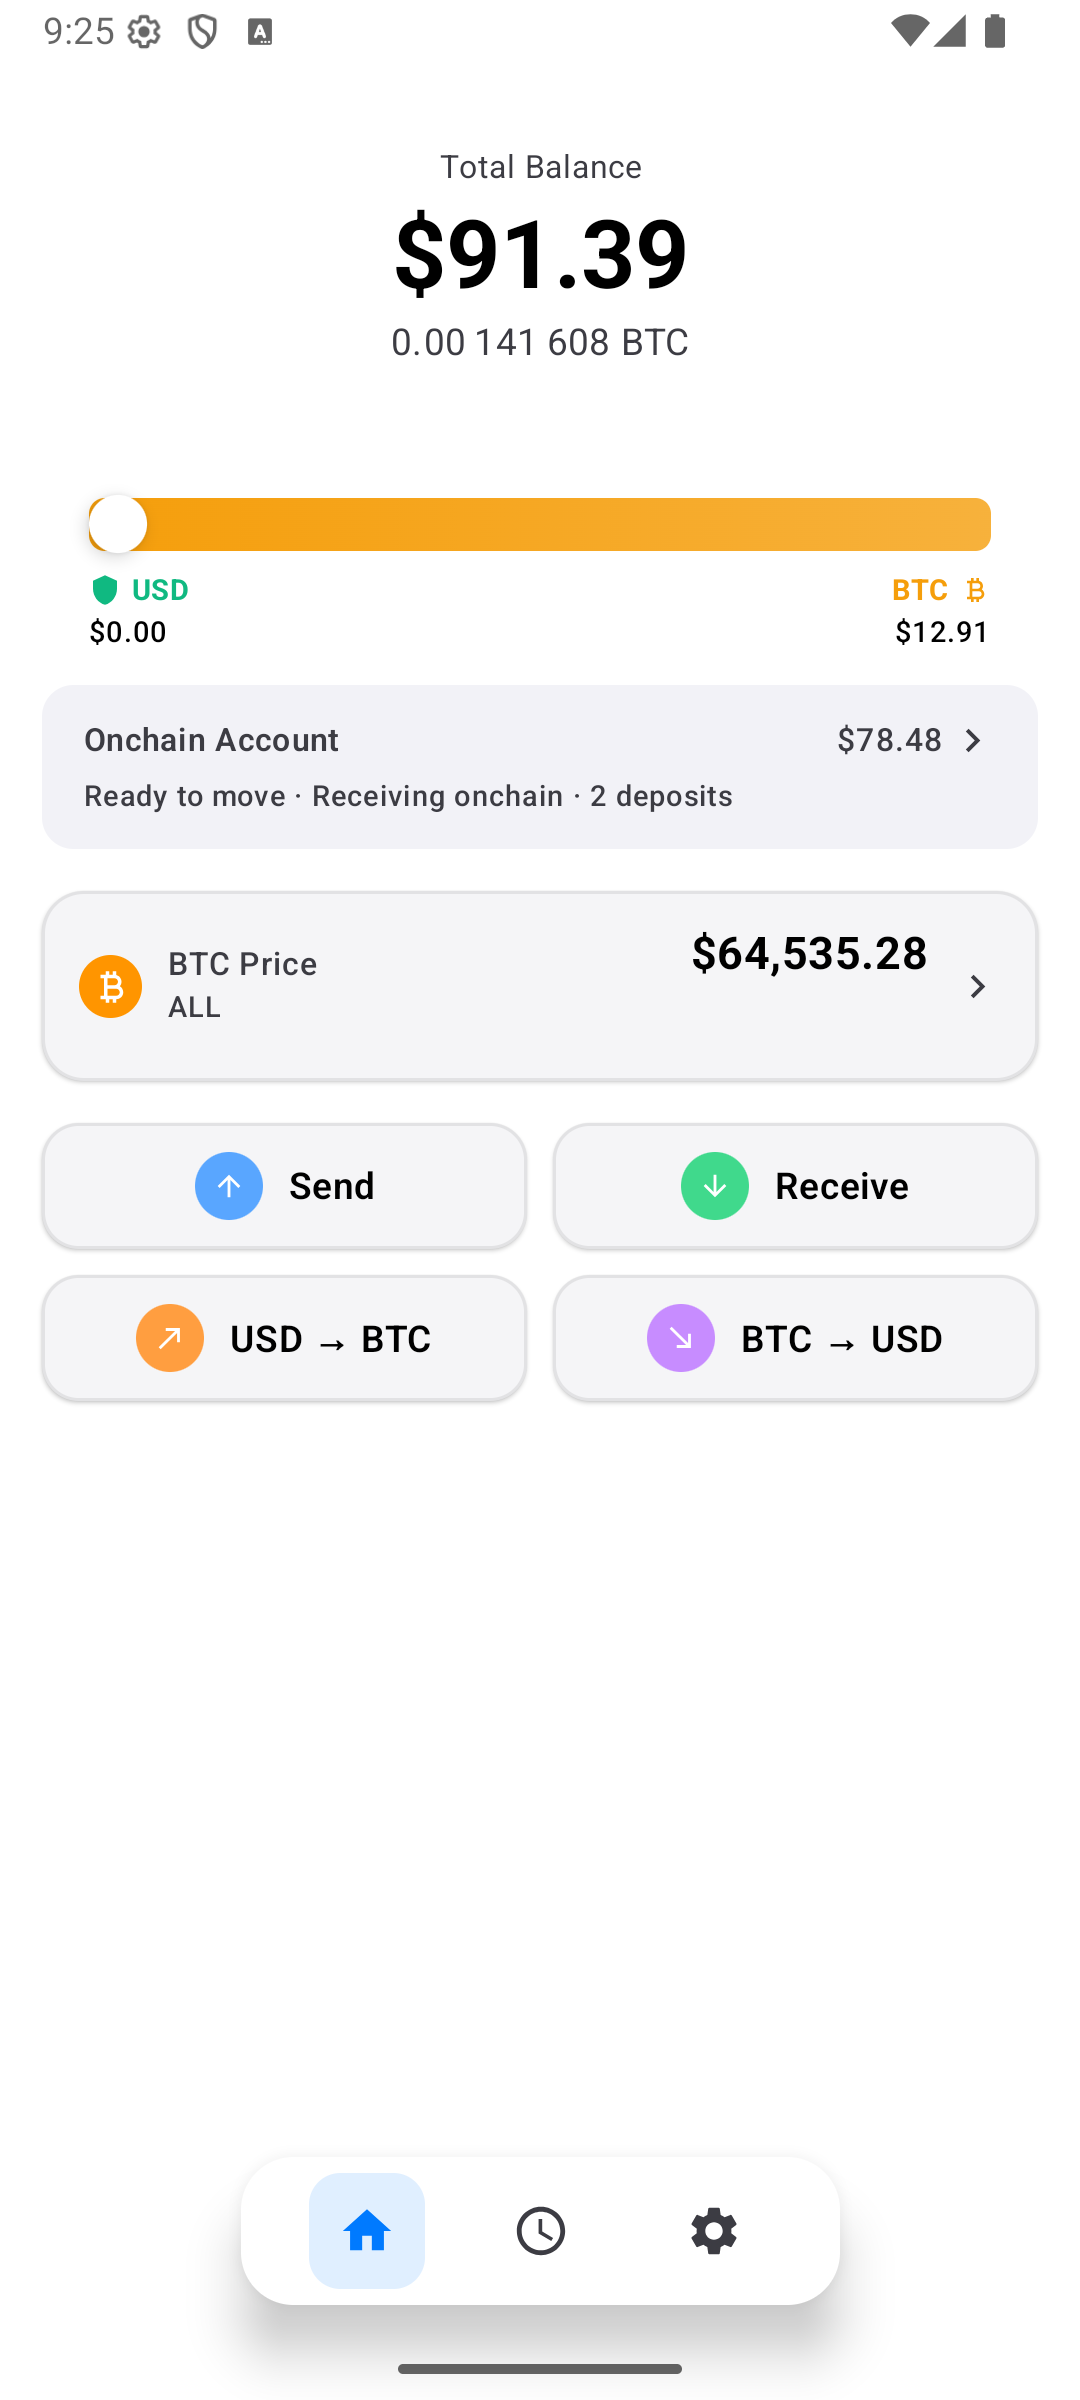 9:25
Total Balance
$91.39
0.00 141 608 BTC
USD
BTC
$0.00
$12.91
Onchain Account
$78.48
Ready to move · Receiving onchain · 2 deposits
BTC Price
$64,535.28
ALL
Send
Receive
USD → BTC
BTC → USD